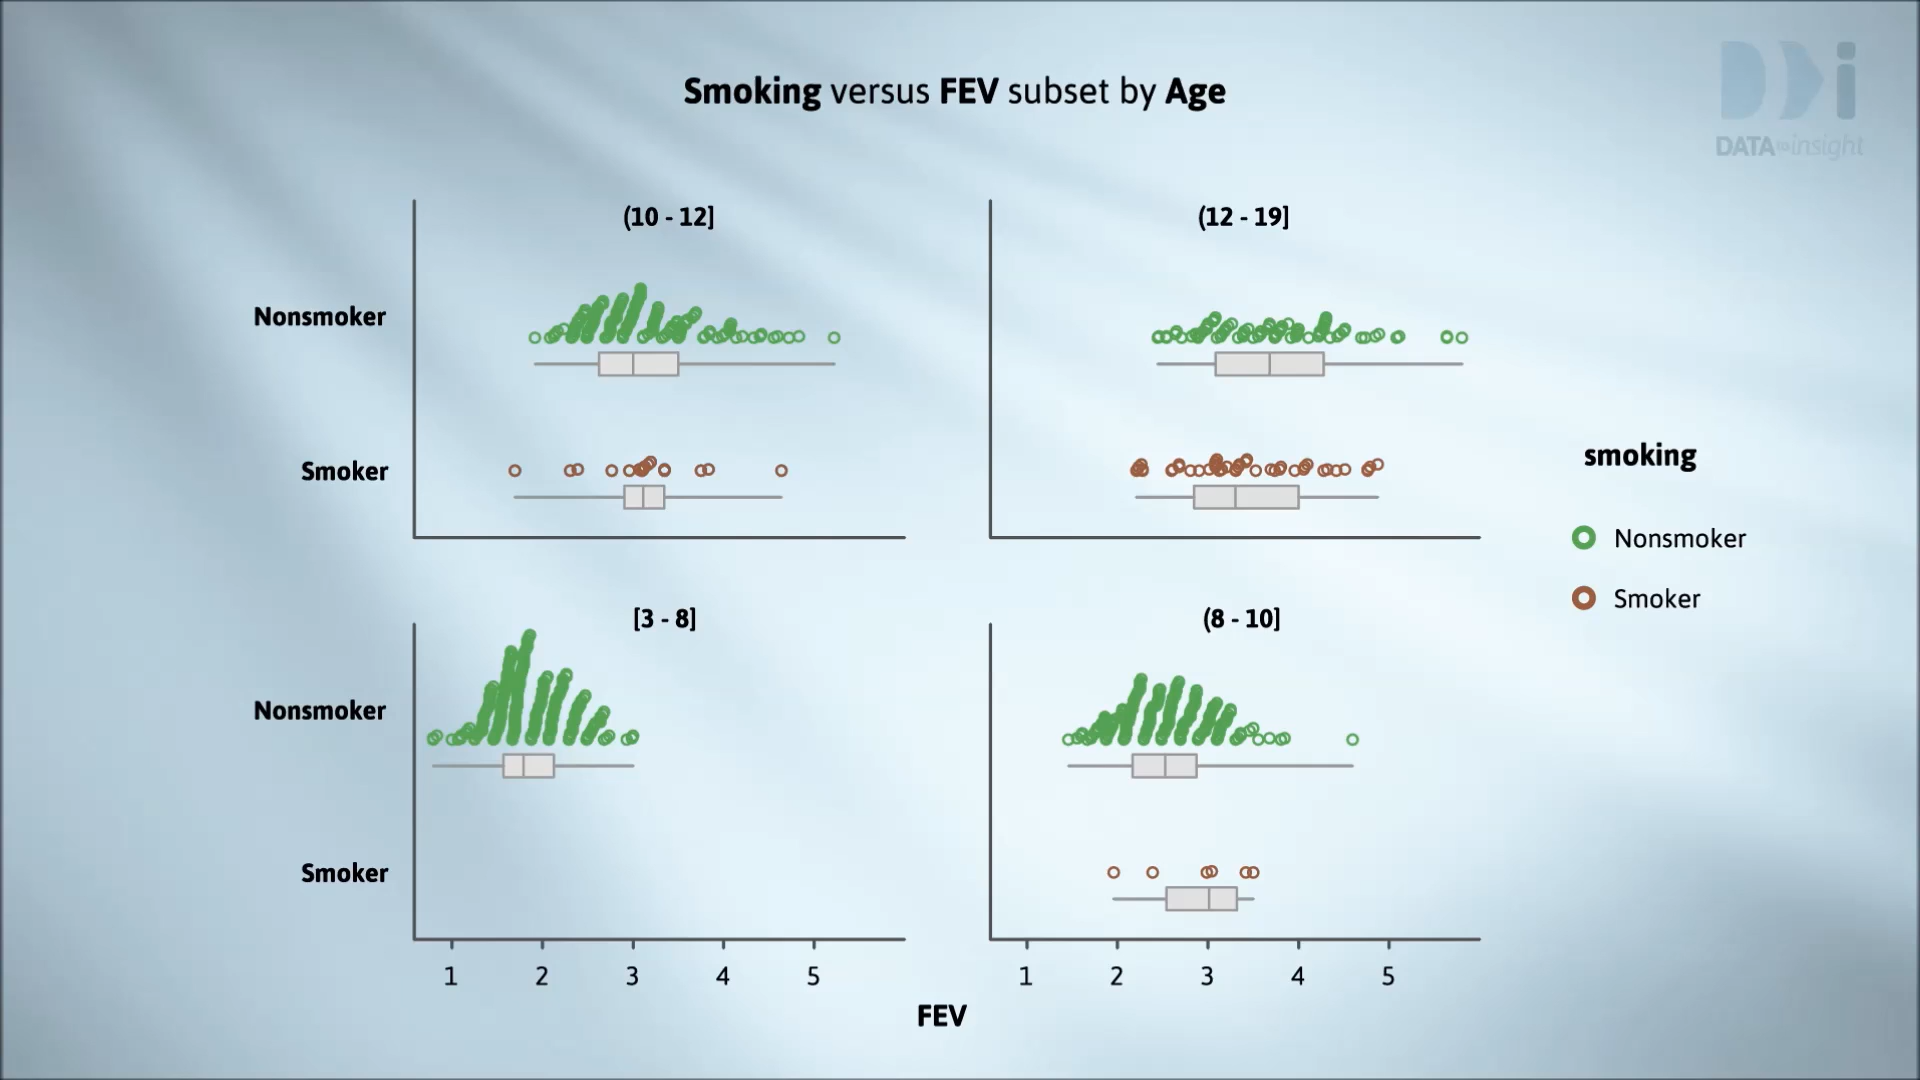 Smoking versus FEV subset by Age
DATA to insight
(10 - 12]
(12 - 19]
Nonsmoker
Smoker
smoking
Nonsmoker
Smoker
[3 - 8]
(8 - 10]
Nonsmoker
Smoker
1 2 3 4 5
1 2 3 4 5
FEV